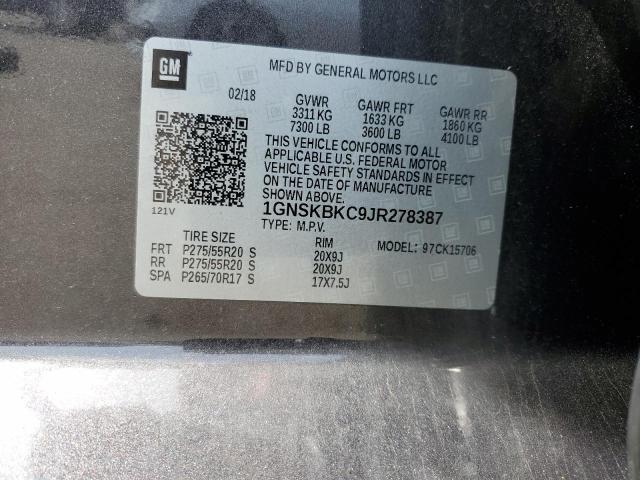 GM
MFD BY GENERAL MOTORS LLC
02/18 GVWR GAWR FRT GAWR RR
3311 KG 1633 KG 1860 KG
7300 LB 3600 LB 4100 LB
THIS VEHICLE CONFORMS TO ALL
APPLICABLE U.S. FEDERAL MOTOR
VEHICLE SAFETY STANDARDS IN EFFECT
ON THE DATE OF MANUFACTURE
SHOWN ABOVE.
1GNSKBKC9JR278387
121V
TYPE: M.P.V.
TIRE SIZE RIM MODEL: 97CK15706
FRT P275/55R20 S 20X9J
RR P275/55R20 S 20X9J
SPA P265/70R17 S 17X7.5J